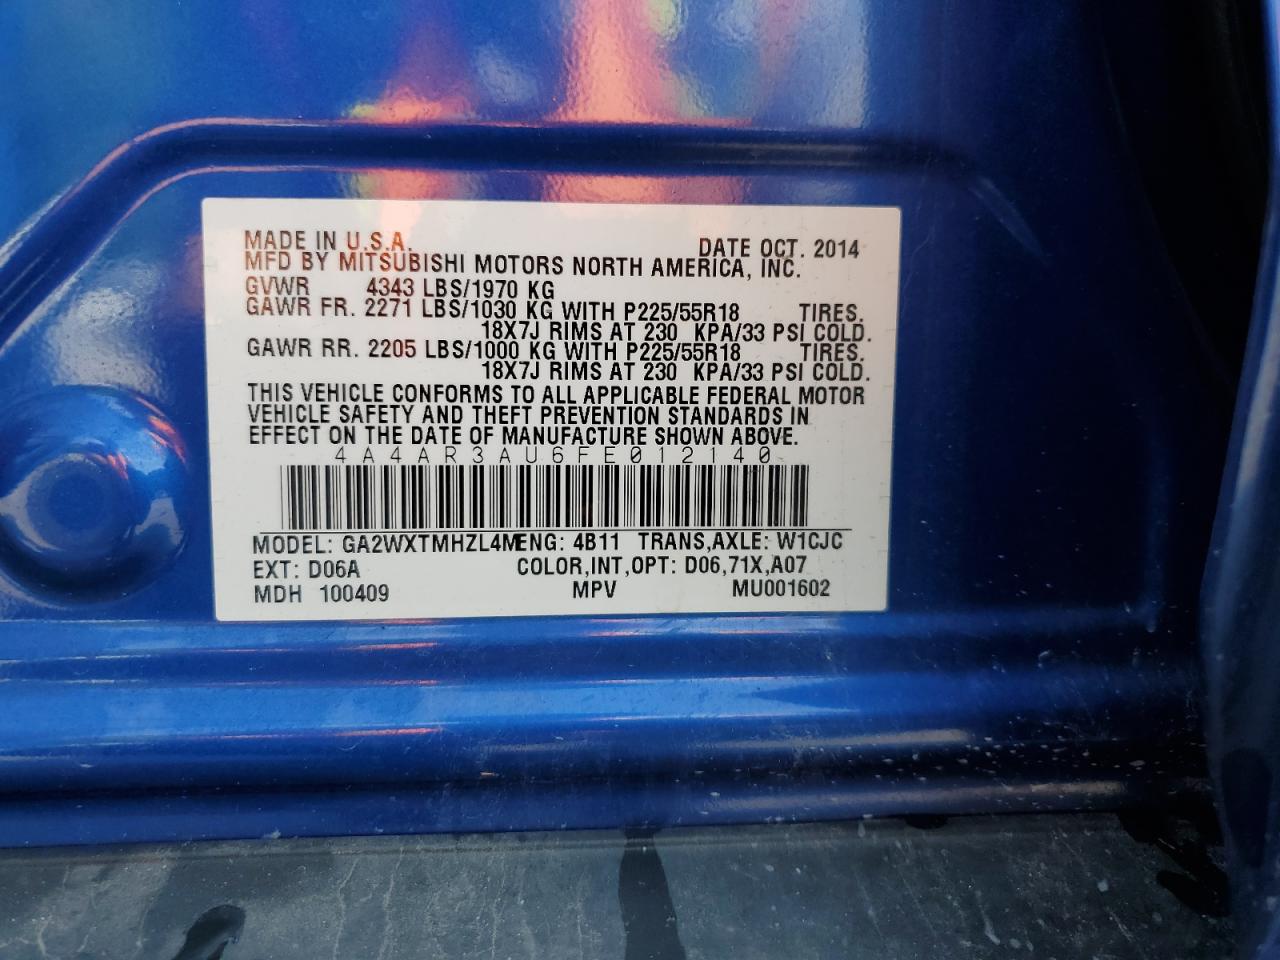 MADE IN U.S.A. DATE OCT. 2014
MFD BY MITSUBISHI MOTORS NORTH AMERICA, INC.
GVWR 4343 LBS/1970 KG
GAWR FR. 2271 LBS/1030 KG WITH P225/55R18 TIRES.
18X7J RIMS AT 230 KPA/33 PSI COLD.
GAWR RR. 2205 LBS/1000 KG WITH P225/55R18 TIRES.
18X7J RIMS AT 230 KPA/33 PSI COLD.
THIS VEHICLE CONFORMS TO ALL APPLICABLE FEDERAL MOTOR
VEHICLE SAFETY AND THEFT PREVENTION STANDARDS IN
EFFECT ON THE DATE OF MANUFACTURE SHOWN ABOVE.
4A4AR3AU6FE012140
MODEL: GA2WXTMHZL4M ENG: 4B11 TRANS,AXLE: W1CJC
EXT: D06A COLOR,INT,OPT: D06,71X,A07
MDH 100409 MPV MU001602